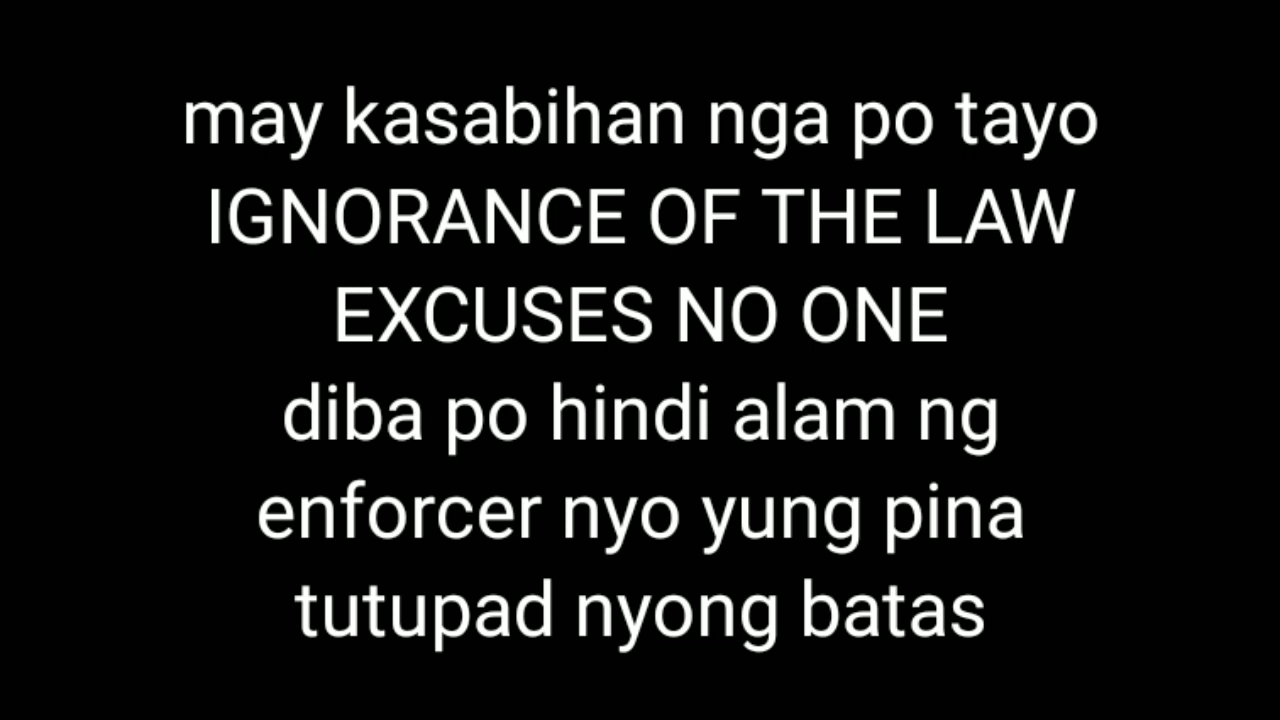 may kasabihan nga po tayo
IGNORANCE OF THE LAW
EXCUSES NO ONE
diba po hindi alam ng
enforcer nyo yung pina
tutupad nyong batas